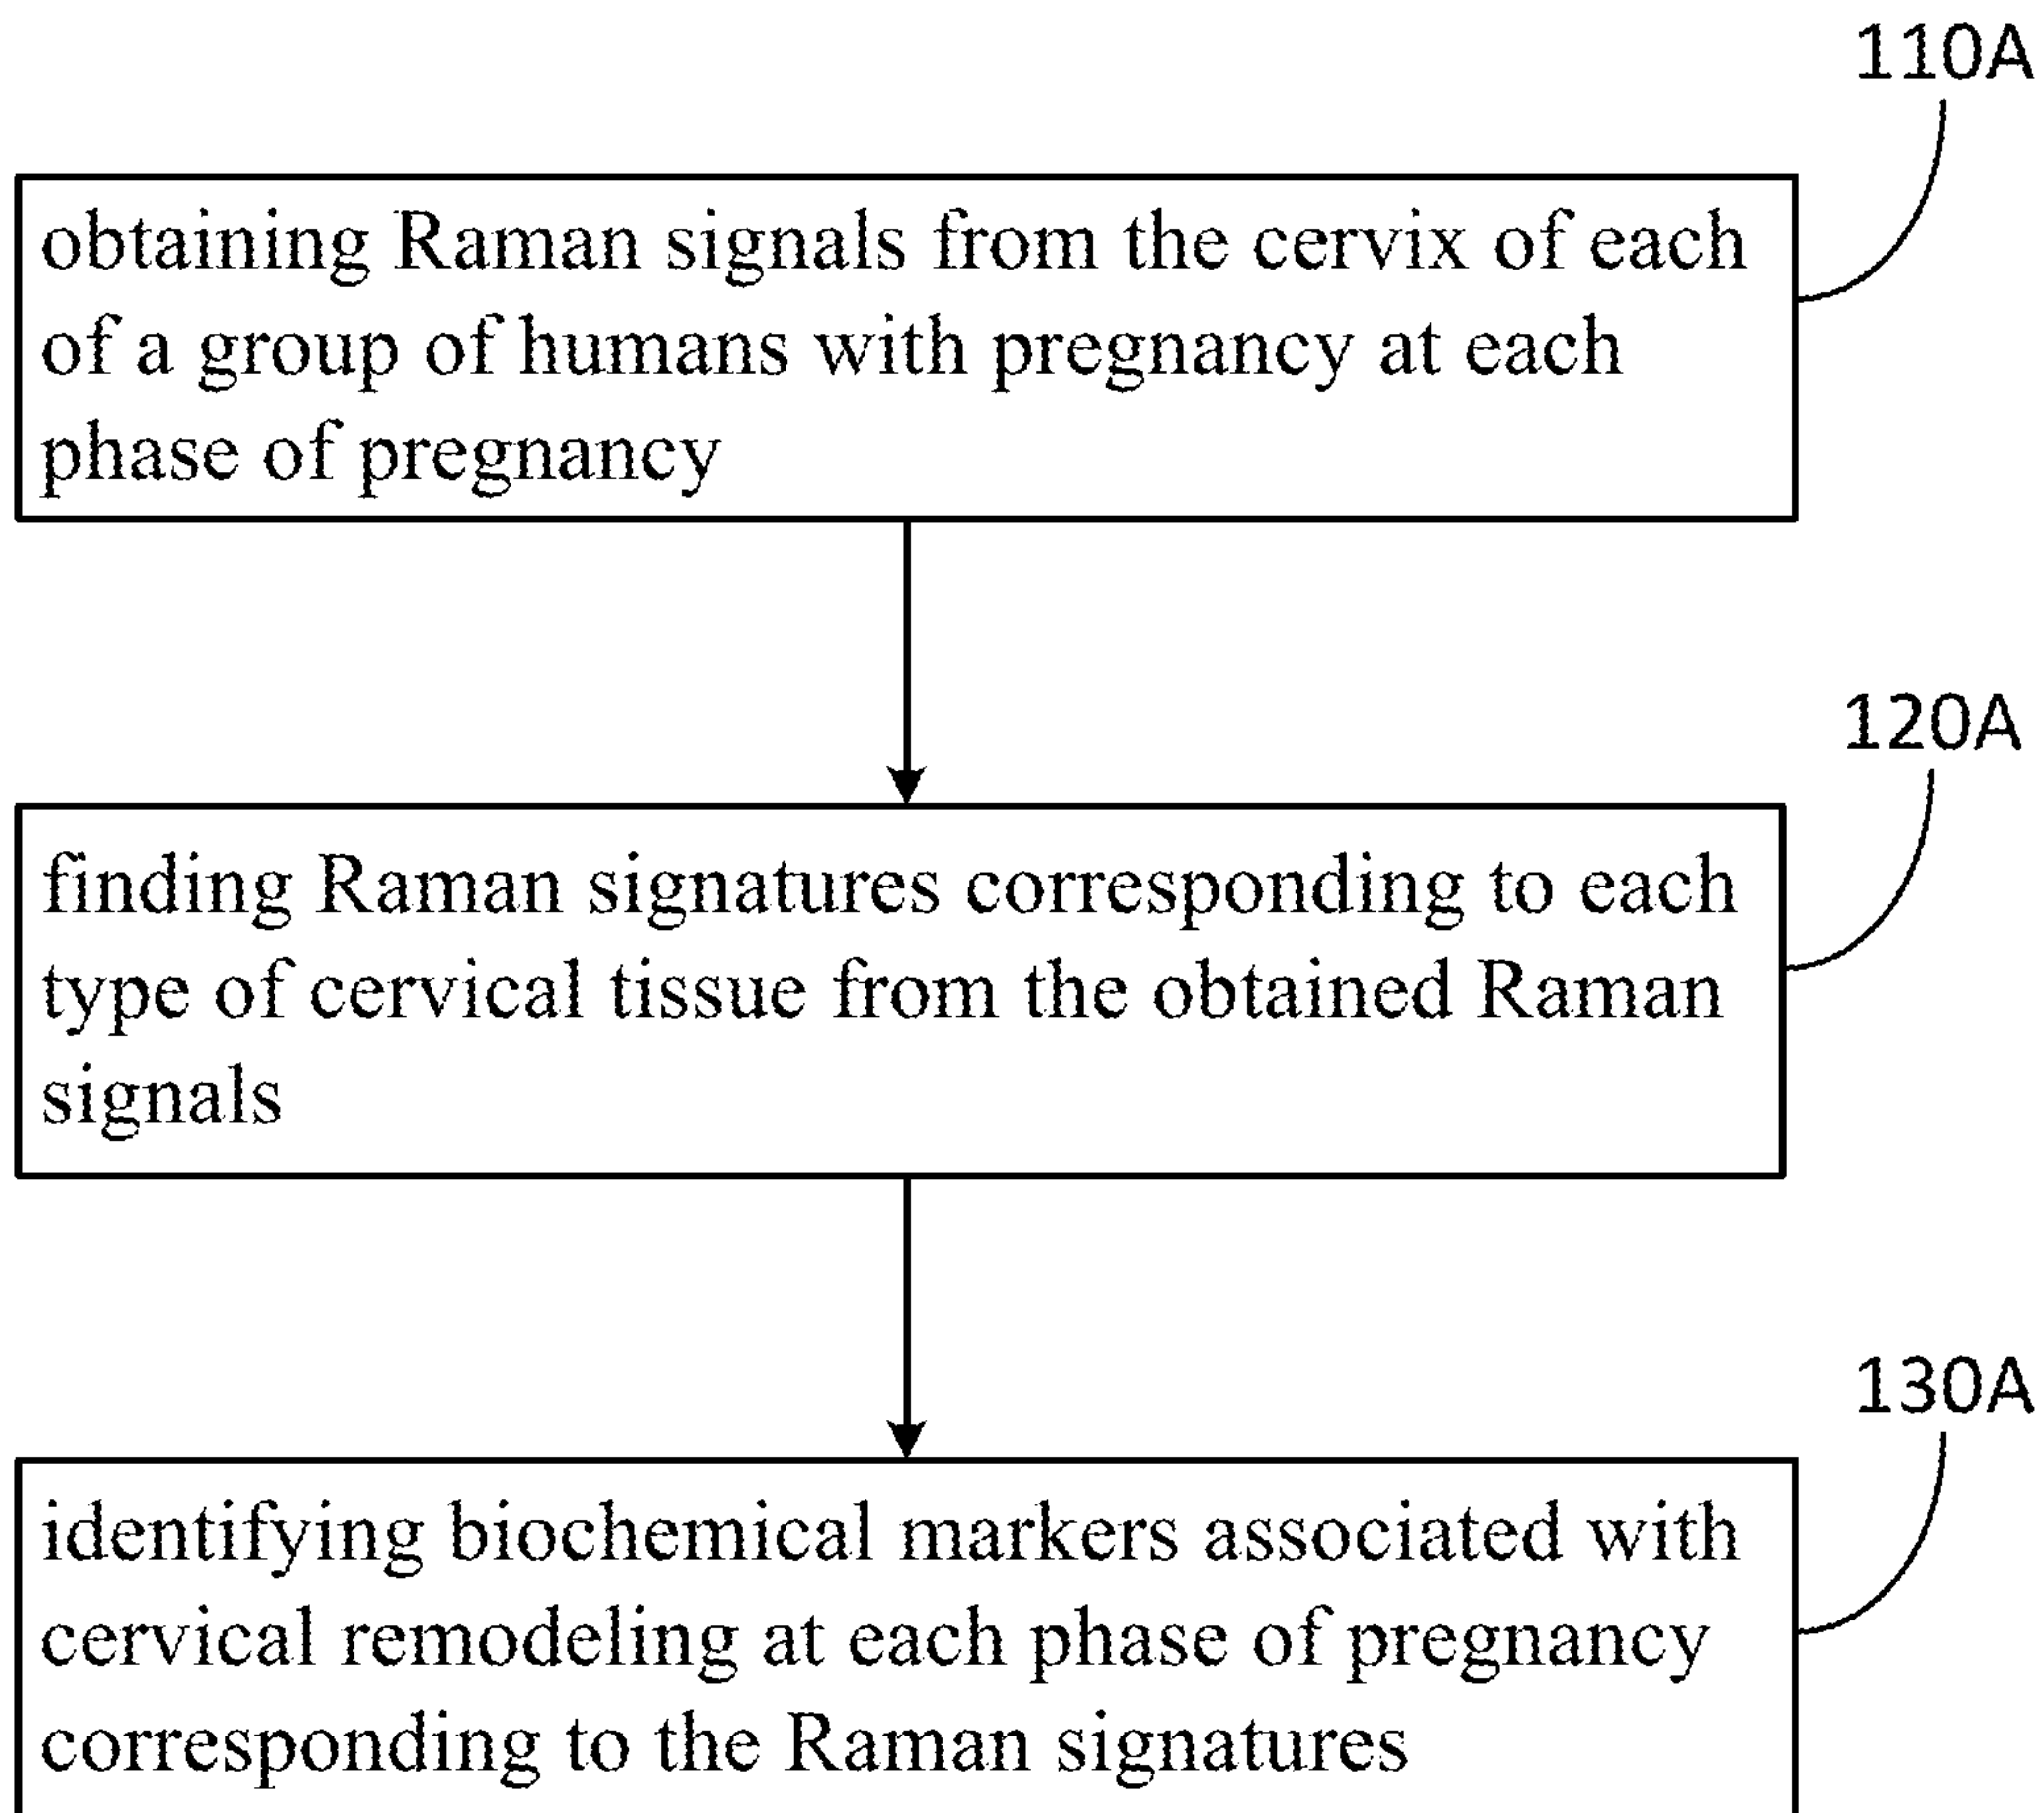 110A
obtaining Raman signals from the cervix of each
of a group of humans with pregnancy at each
phase of pregnancy
120A
finding Raman signatures corresponding to each
type of cervical tissue from the obtained Raman
signals
130A
identifying biochemical markers associated with
cervical remodeling at each phase of pregnancy
corresponding to the Raman signatures